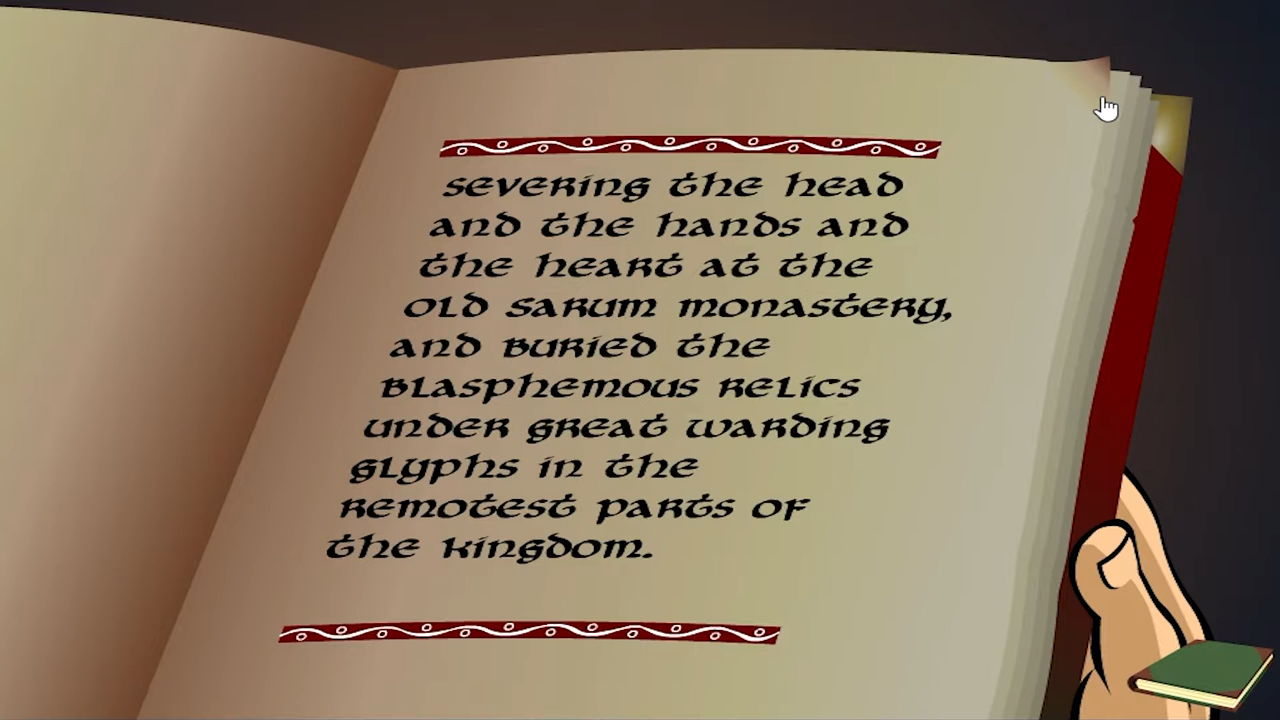 severing the head
and the hands and
the heart at the
old sarum monastery,
and buried the
blasphemous relics
under great warding
glyphs in the
remotest parts of
the kingdom.